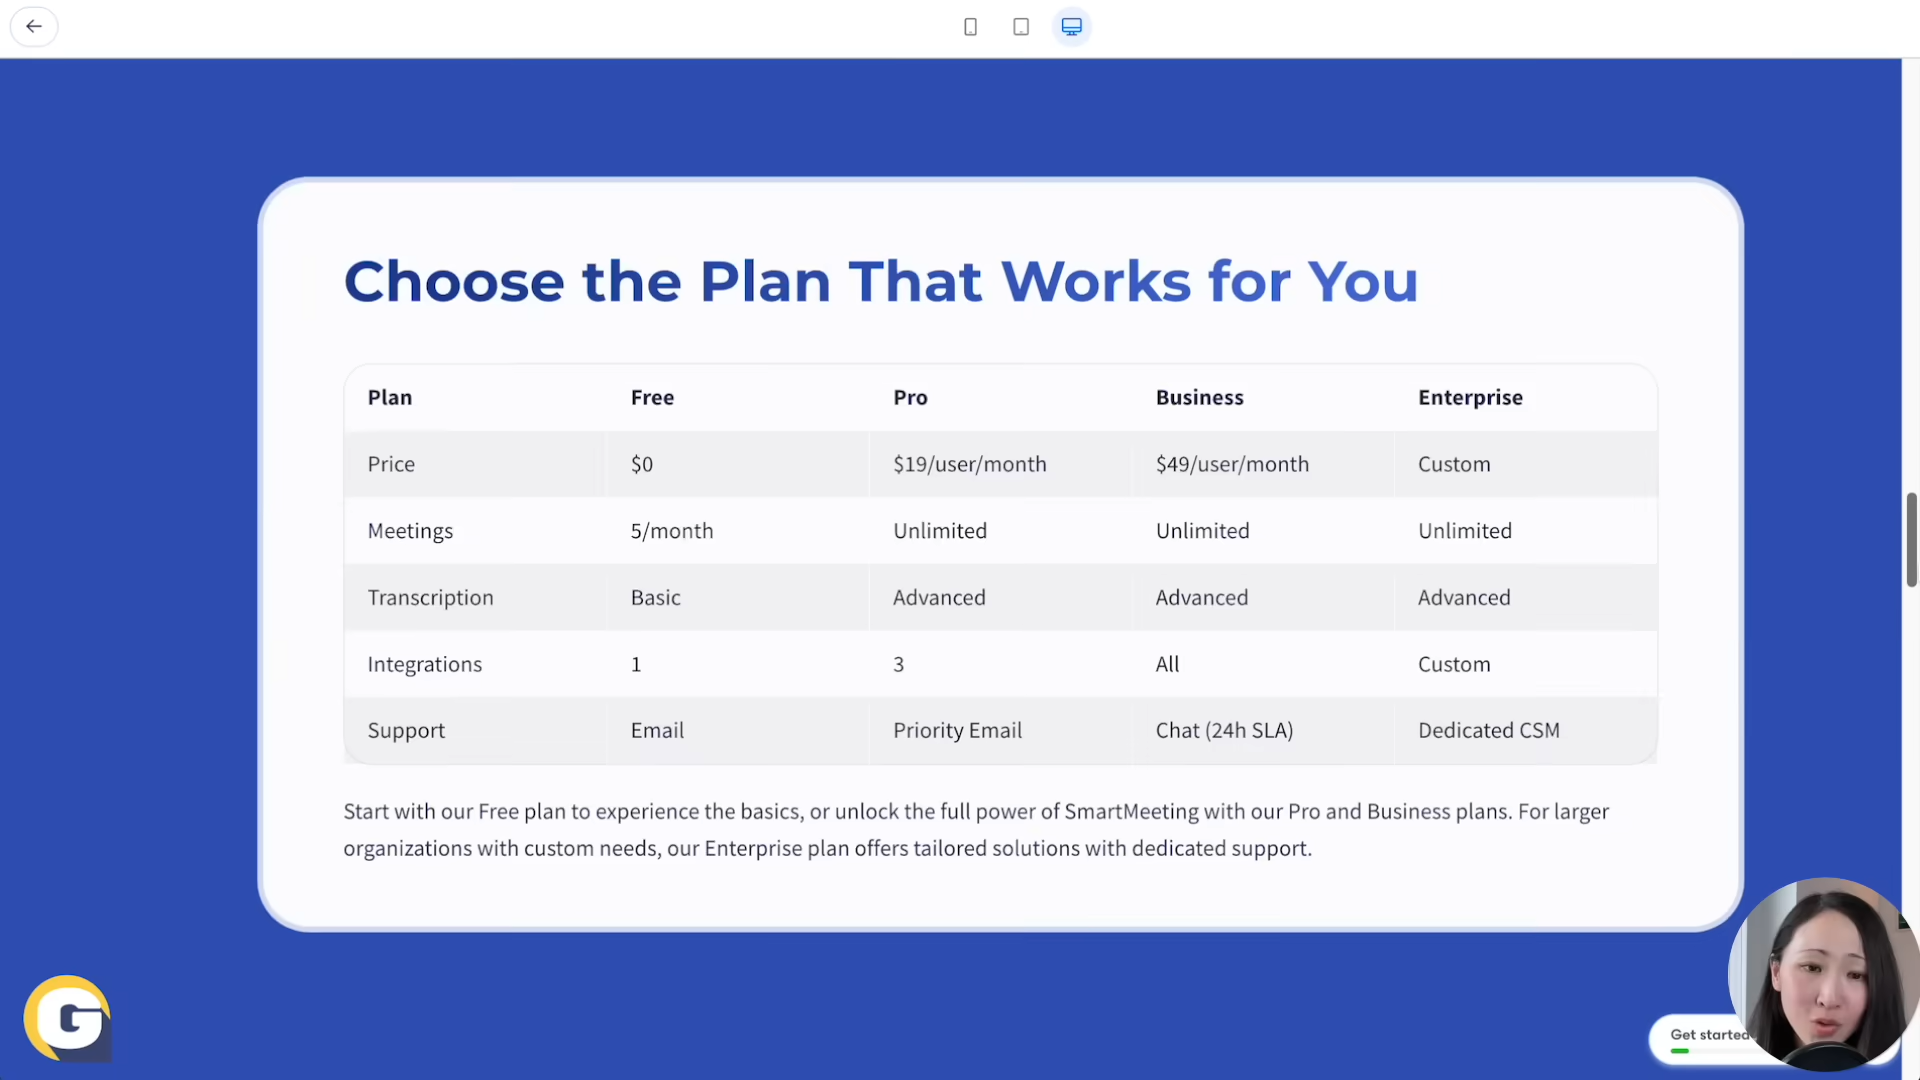 Choose the Plan That Works for You
Plan Free Pro Business Enterprise
Price $0 $19/user/month $49/user/month Custom
Meetings 5/month Unlimited Unlimited Unlimited
Transcription Basic Advanced Advanced Advanced
Integrations 1 3 All Custom
Support Email Priority Email Chat (24h SLA) Dedicated CSM
Start with our Free plan to experience the basics, or unlock the full power of SmartMeeting with our Pro and Business plans. For larger
organizations with custom needs, our Enterprise plan offers tailored solutions with dedicated support.
G
Get started